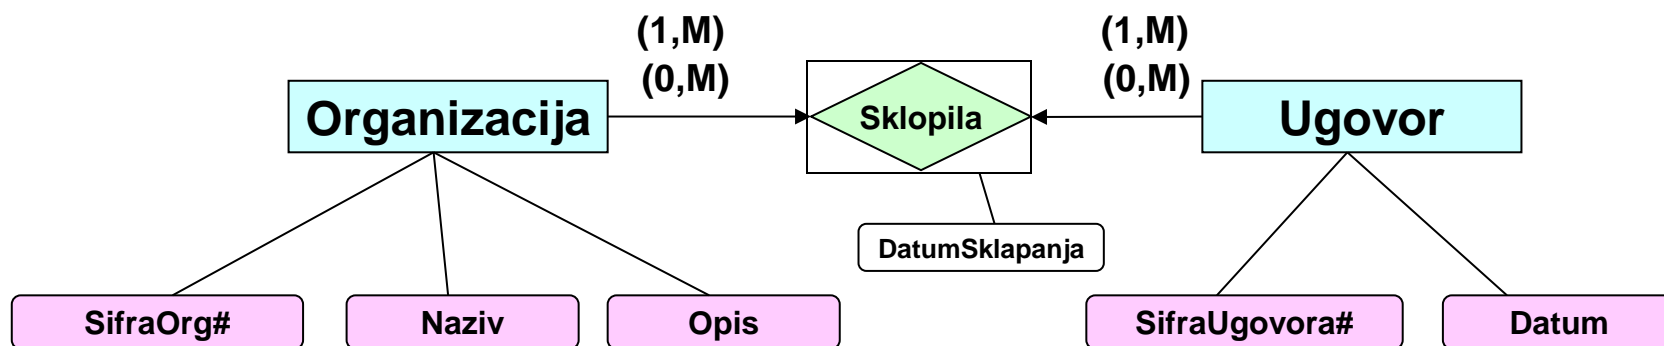 (1,M)
(0,M)
(1,M)
(0,M)
Organizacija
Sklopila
Ugovor
DatumSklapanja
SifraOrg#
Naziv
Opis
SifraUgovora#
Datum